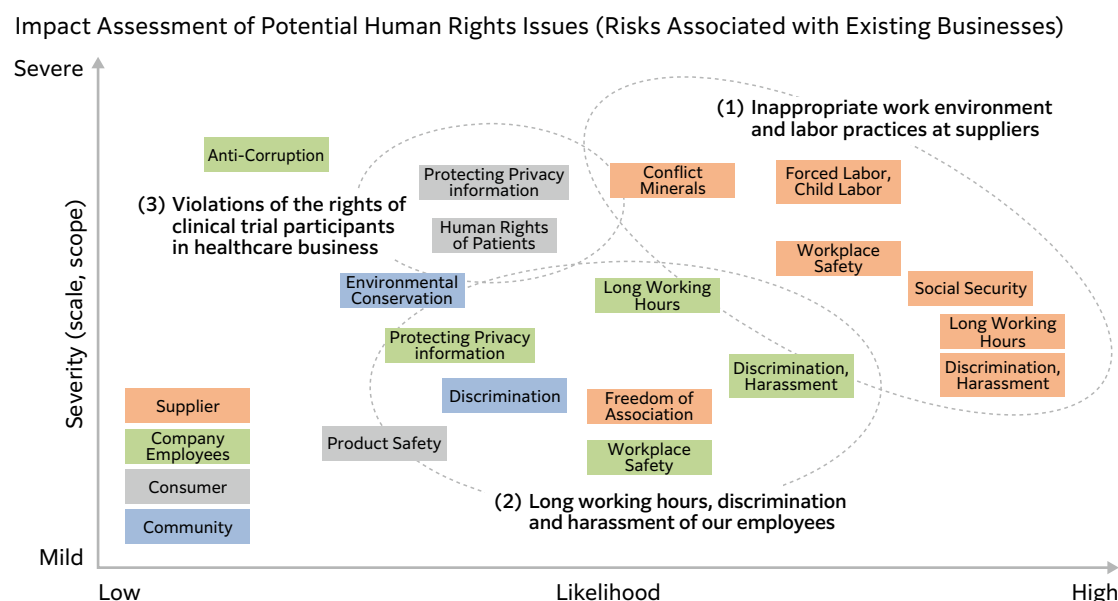 Impact Assessment of Potential Human Rights Issues (Risks Associated with Existing Businesses)
Severe
Severity (scale, scope)
Mild
Low
Likelihood
High
(1) Inappropriate work environment
and labor practices at suppliers
Anti-Corruption
Protecting Privacy
information
Conflict
Minerals
Forced Labor,
Child Labor
(3) Violations of the rights of
clinical trial participants
in healthcare business
Human Rights
of Patients
Workplace
Safety
Environmental
Conservation
Long Working
Hours
Social Security
Protecting Privacy
information
Long Working
Hours
Discrimination,
Harassment
Discrimination,
Harassment
Discrimination
Freedom of
Association
Product Safety
Workplace
Safety
(2) Long working hours, discrimination
and harassment of our employees
Supplier
Company
Employees
Consumer
Community